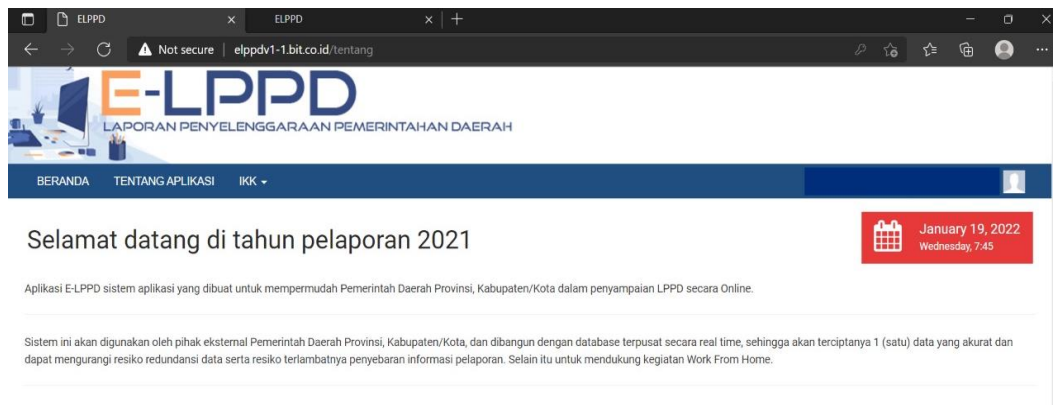 ELPPD
ELPPD
Not secure | elppdv1-1.bit.co.id/tentang
E-LPPD
LAPORAN PENYELENGGARAAN PEMERINTAHAN DAERAH
BERANDA TENTANG APLIKASI IKK
Selamat datang di tahun pelaporan 2021
January 19, 2022
Wednesday, 7:45
Aplikasi E-LPPD sistem aplikasi yang dibuat untuk mempermudah Pemerintah Daerah Provinsi, Kabupaten/Kota dalam penyampaian LPPD secara Online.
Sistem ini akan digunakan oleh pihak eksternal Pemerintah Daerah Provinsi, Kabupaten/Kota, dan dibangun dengan database terpusat secara real time, sehingga akan terciptanya 1 (satu) data yang akurat dan
dapat mengurangi resiko redundansi data serta resiko terlambatnya penyebaran informasi pelaporan. Selain itu untuk mendukung kegiatan Work From Home.